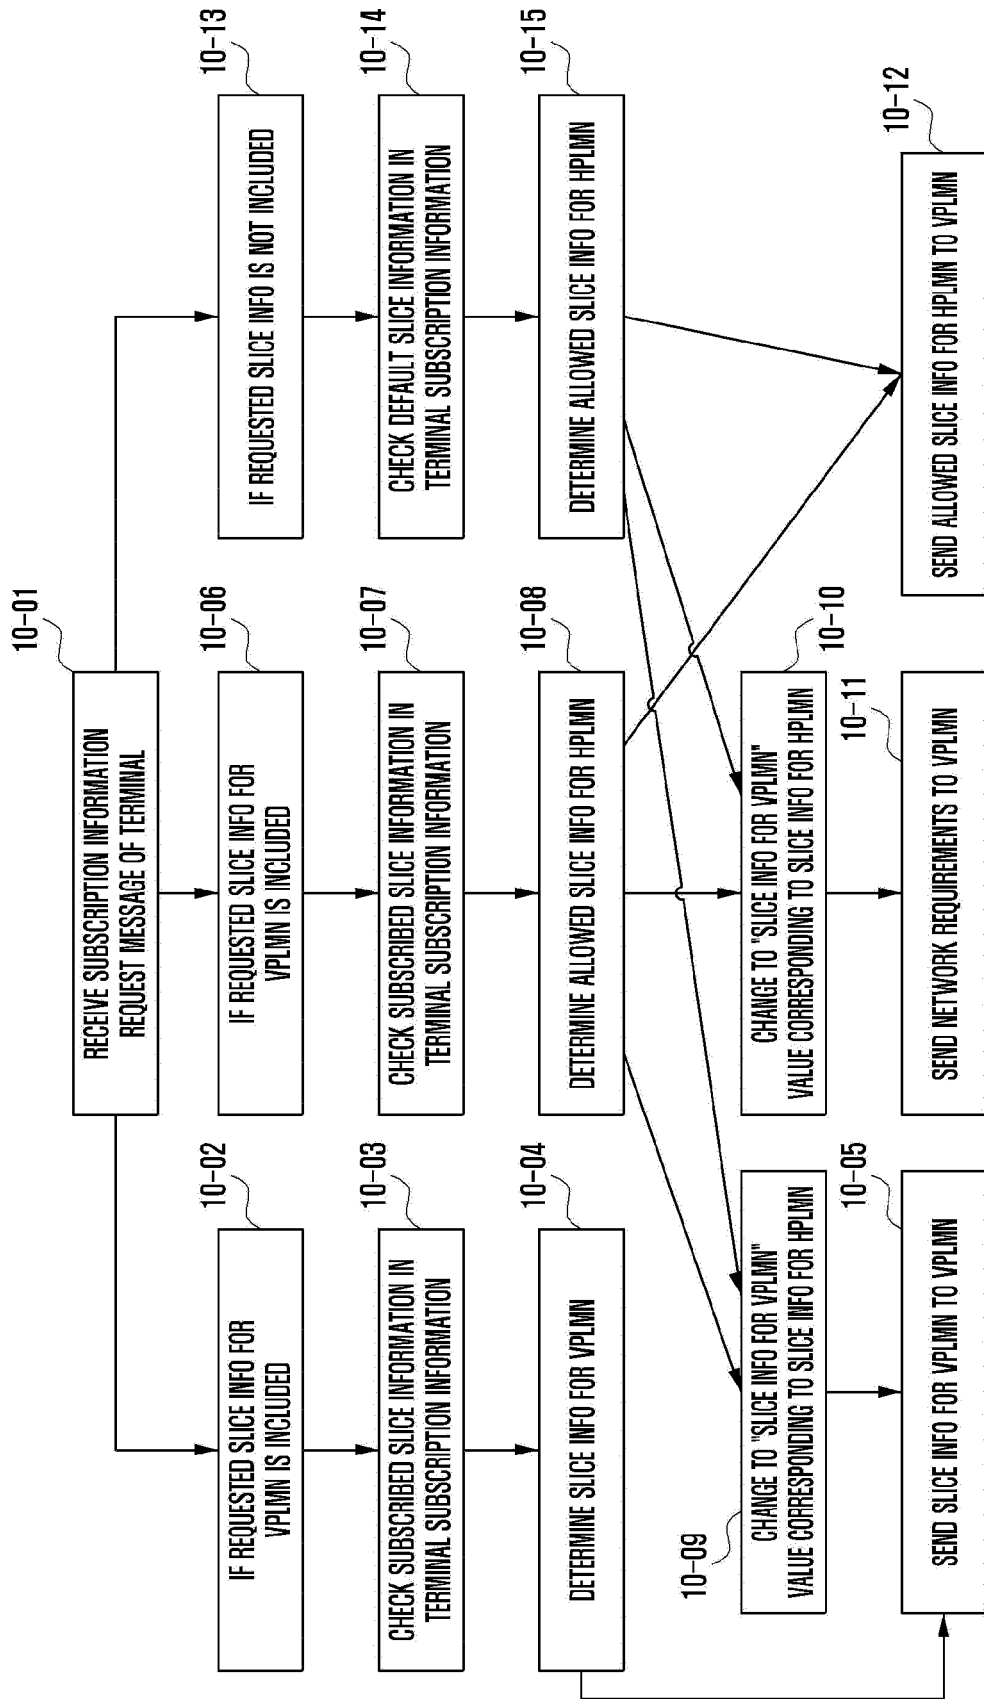 10-01
RECEIVE SUBSCRIPTION INFORMATION
REQUEST MESSAGE OF TERMINAL
10-02
IF REQUESTED SLICE INFO FOR
VPLMN IS INCLUDED
10-03
CHECK SUBSCRIBED SLICE INFORMATION IN
TERMINAL SUBSCRIPTION INFORMATION
10-04
DETERMINE SLICE INFO FOR VPLMN
10-06
IF REQUESTED SLICE INFO FOR
VPLMN IS INCLUDED
10-07
CHECK SUBSCRIBED SLICE INFORMATION IN
TERMINAL SUBSCRIPTION INFORMATION
10-08
DETERMINE ALLOWED SLICE INFO FOR HPLMN
10-13
IF REQUESTED SLICE INFO IS NOT INCLUDED
10-14
CHECK DEFAULT SLICE INFORMATION IN
TERMINAL SUBSCRIPTION INFORMATION
10-15
DETERMINE ALLOWED SLICE INFO FOR HPLMN
10-09
CHANGE TO "SLICE INFO FOR VPLMN"
VALUE CORRESPONDING TO SLICE INFO FOR HPLMN
10-05
SEND SLICE INFO FOR VPLMN TO VPLMN
10-10
CHANGE TO "SLICE INFO FOR VPLMN"
VALUE CORRESPONDING TO SLICE INFO FOR HPLMN
10-11
SEND NETWORK REQUIREMENTS TO VPLMN
10-12
SEND ALLOWED SLICE INFO FOR HPLMN TO VPLMN